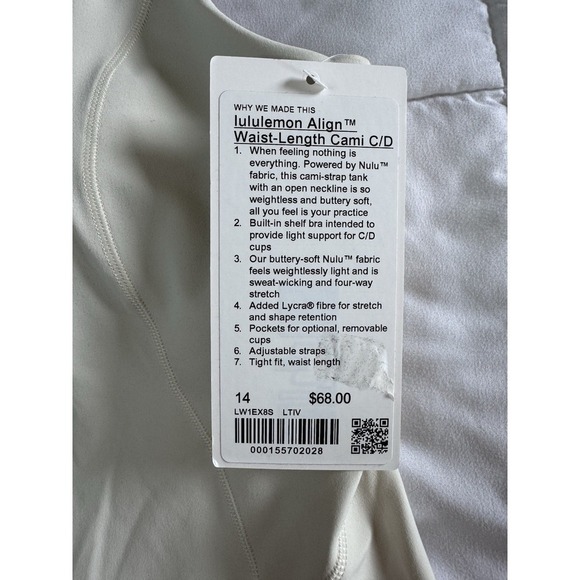 WHY WE MADE THIS
lululemon Align™
Waist-Length Cami C/D
1. When feeling nothing is
everything. Powered by Nulu™
fabric, this cami-strap tank
with an open neckline is so
weightless and buttery soft,
all you feel is your practice
2. Built-in shelf bra intended to
provide light support for C/D
cups
3. Our buttery-soft Nulu™ fabric
feels weightlessly light and is
sweat-wicking and four-way
stretch
4. Added Lycra® fibre for stretch
and shape retention
5. Pockets for optional, removable
cups
6. Adjustable straps
7. Tight fit, waist length
14 $68.00
LW1EX8S LTIV
000155702028